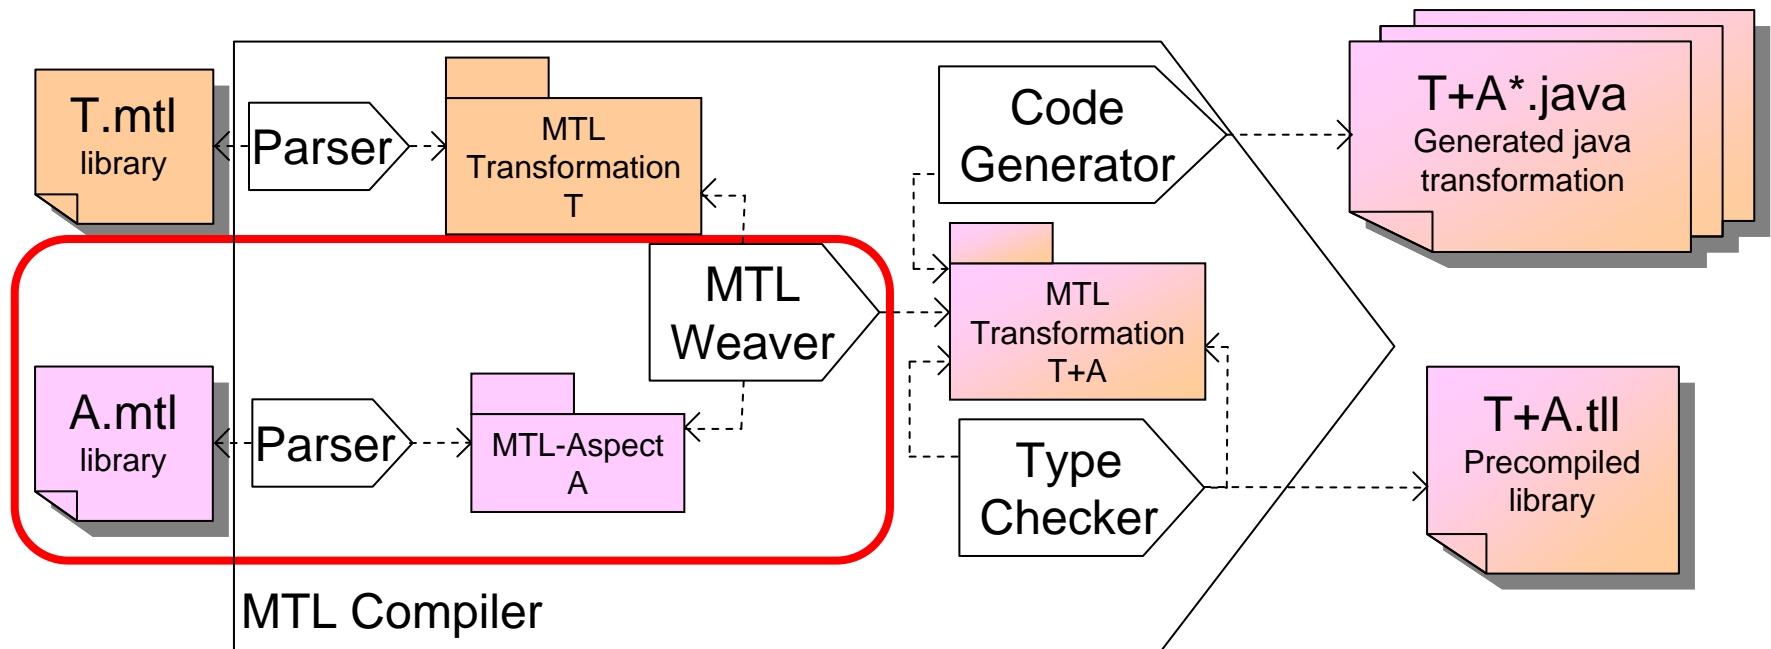 T.mtl
library
Parser
MTL
Transformation
T
Code
Generator
T+A*.java
Generated java
transformation
MTL
Weaver
MTL
Transformation
T+A
A.mtl
library
Parser
MTL-Aspect
A
Type
Checker
T+A.tll
Precompiled
library
MTL Compiler